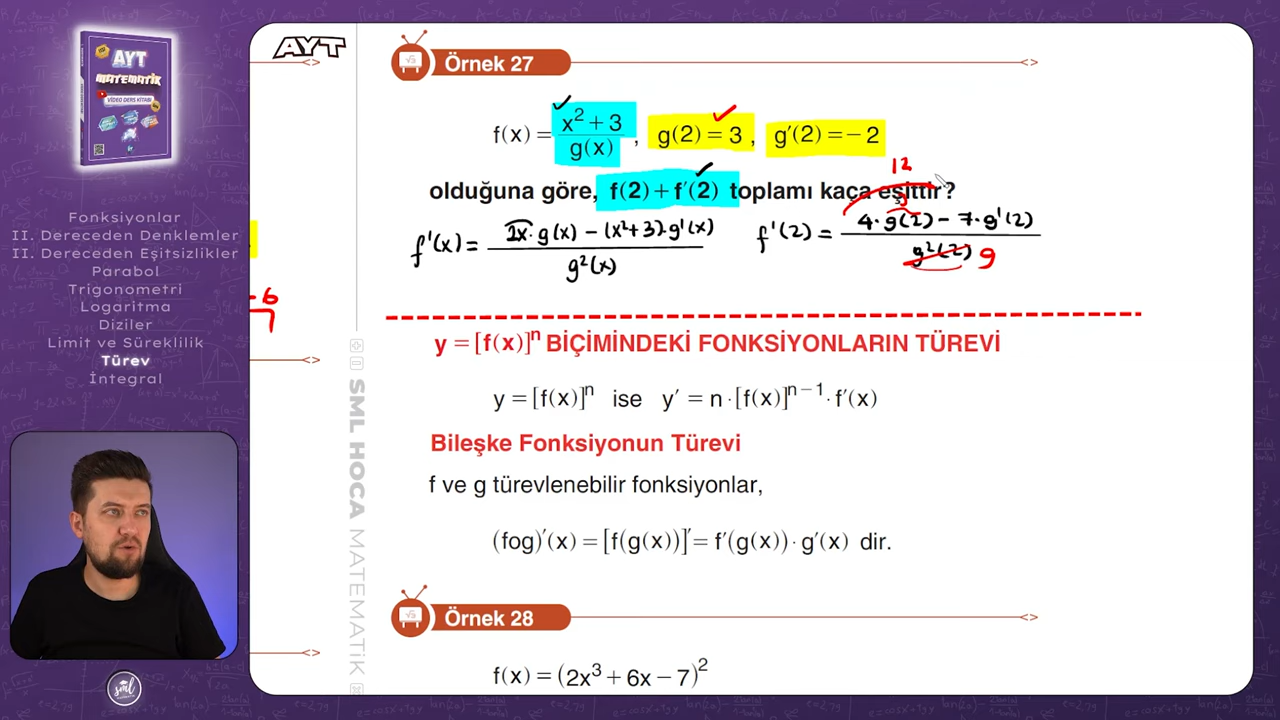 AYT
MATEMATİK
VİDEO DERS KİTABI
Fonksiyonlar
II. Dereceden Denklemler
II. Dereceden Eşitsizlikler
Parabol
Trigonometri
Logaritma
Diziler
Limit ve Süreklilik
Türev
İntegral
sml
AYT
- 6
1
SML HOCA MATEMATİK
Örnek 27
f(x) = x² + 3 / g(x) , g(2) = 3 , g′(2) = − 2
12
olduğuna göre, f(2) + f′(2) toplamı kaça eşittir?
3
f'(x) = 2x · g(x) − (x²+3) · g'(x) / g²(x)
f'(2) = 4 · g(2) − 7 · g'(2) / g²(2) 9
y = [f(x)]ⁿ BİÇİMİNDEKİ FONKSİYONLARIN TÜREVİ
y = [f(x)]ⁿ ise y′ = n · [f(x)]ⁿ⁻¹ · f′(x)
Bileşke Fonksiyonun Türevi
f ve g türevlenebilir fonksiyonlar,
(fog)′(x) = [f(g(x))]′ = f′(g(x)) · g′(x) dir.
Örnek 28
f(x) = (2x³ + 6x − 7)²